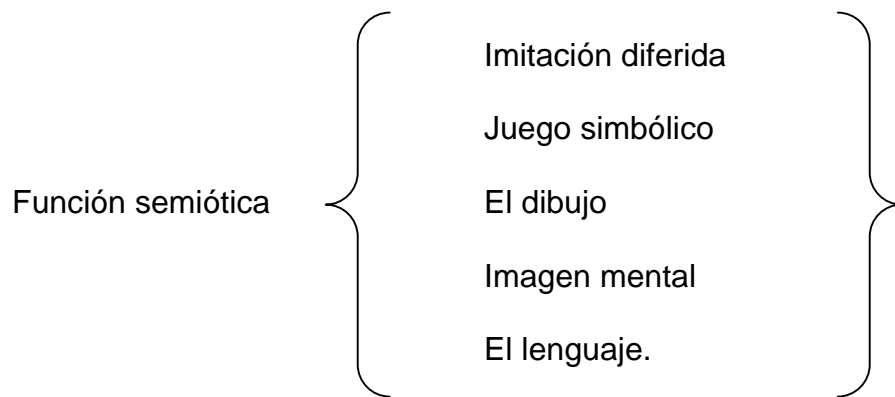 Imitación diferida
Juego simbólico
Función semiótica
El dibujo
Imagen mental
El lenguaje.